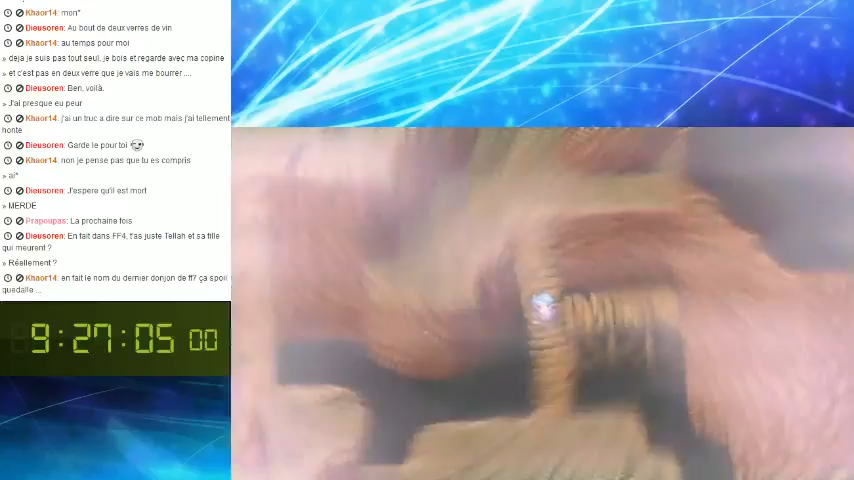 Khaor14: mon*
Dieusoren: Au bout de deux verres de vin
Khaor14: au temps pour moi
» deja je suis pas tout seul, je bois et regarde avec ma copine
» et c'est pas en deux verre que je vais me bourrer ....
Dieusoren: Ben, voilà.
» J'ai presque eu peur
Khaor14: j'ai un truc a dire sur ce mob mais j'ai tellement
honte
Dieusoren: Garde le pour toi
Khaor14: non je pense pas que tu es compris
» ai*
Dieusoren: J'espere qu'il est mort
» MERDE
Prapoupas: La prochaine fois
Dieusoren: En fait dans FF4, t'as juste Tellah et sa fille
qui meurent ?
» Réellement ?
Khaor14: en fait le nom du dernier donjon de ff7 ça spoil
quedalle ...
9:27:05 00